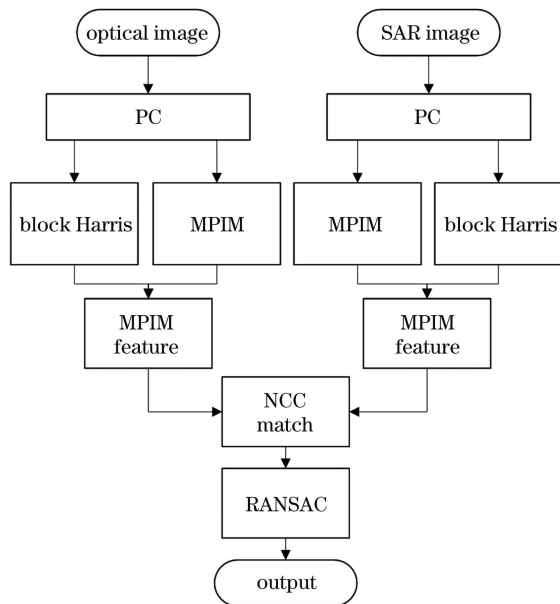 optical image
SAR image
PC
PC
block Harris
MPIM
MPIM
block Harris
MPIM
feature
MPIM
feature
NCC
match
RANSAC
output